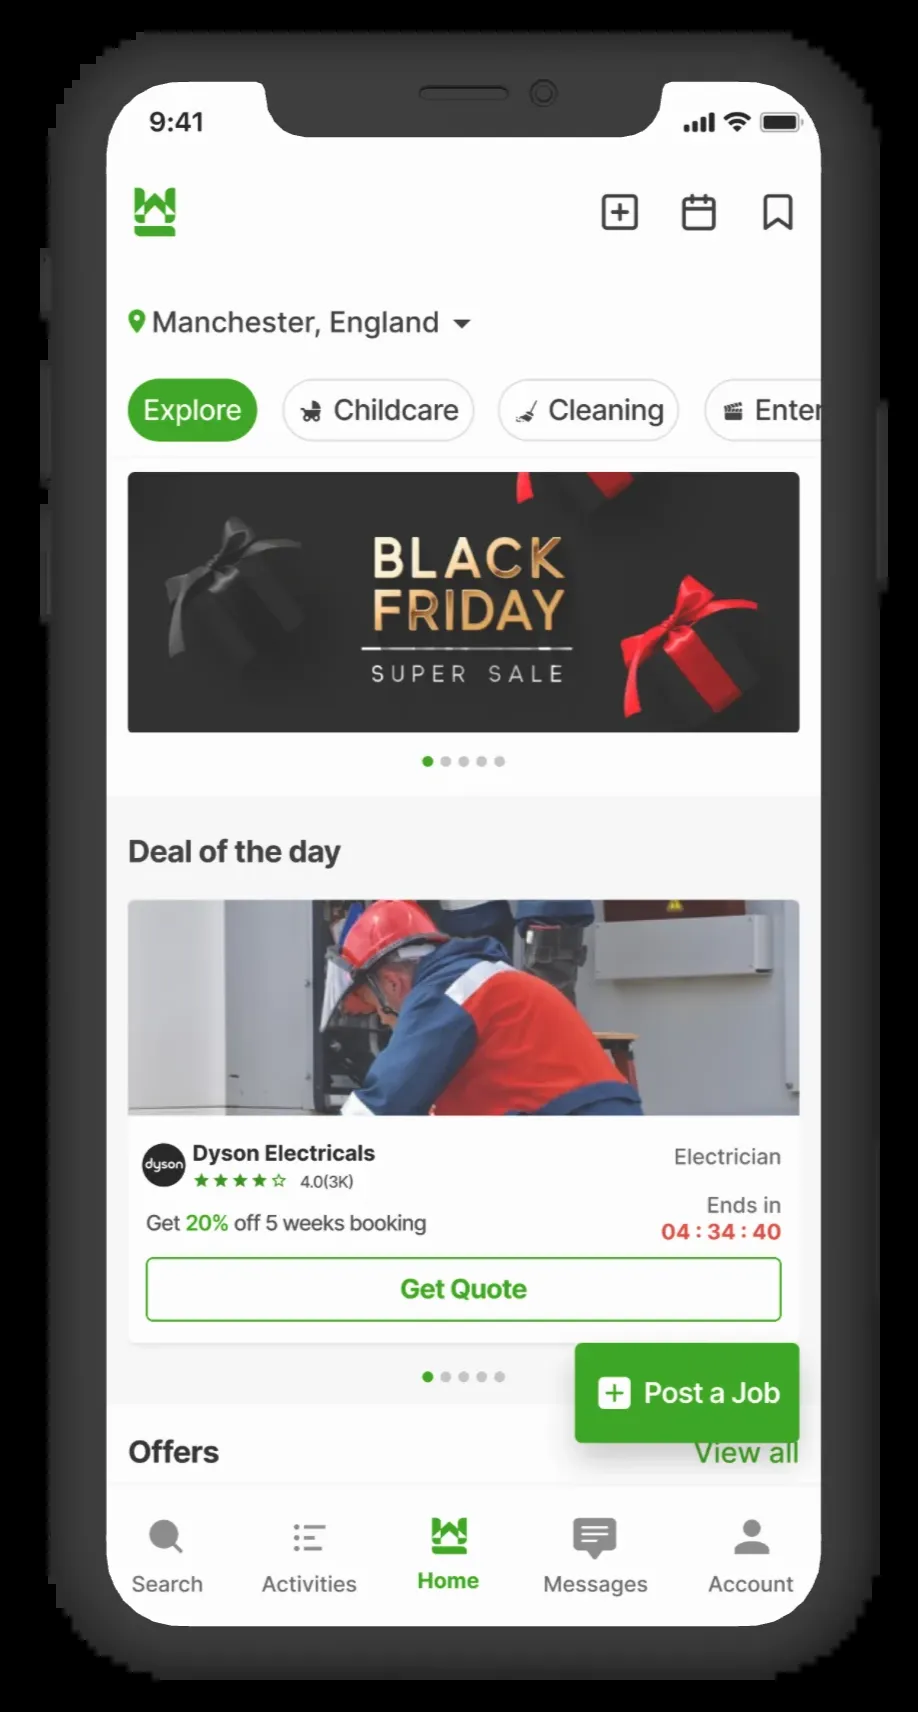 9:41
Manchester, England
Explore
Childcare
Cleaning
Enter
BLACK
FRIDAY
SUPER SALE
Deal of the day
dyson
Dyson Electricals
Electrician
4.0(3K)
Ends in
Get 20% off 5 weeks booking
04 : 34 : 40
Get Quote
Post a Job
Offers
View all
Search
Activities
Home
Messages
Account